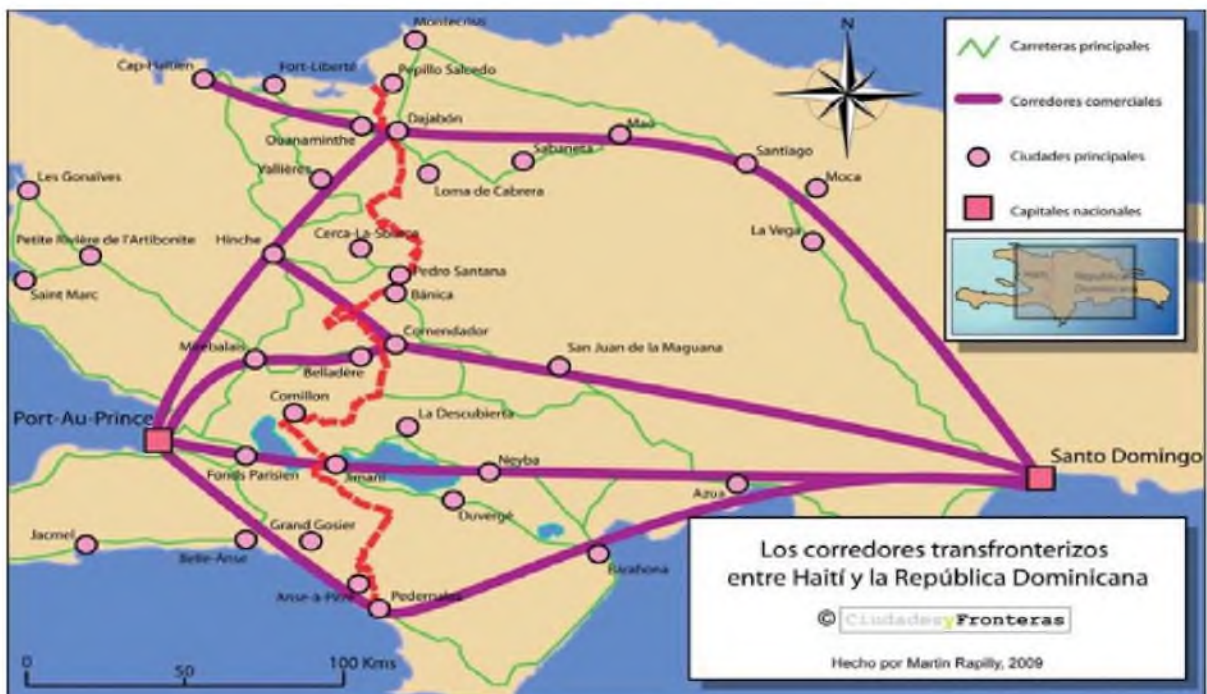 Montecristi
Cap-Haïtien
Fort-Liberté
Pepillo Salcedo
N
Ouanaminthe
Dajabón
Mao
Sabaneta
Santiago
Vallières
Loma de Cabrera
Moca
Les Gonaïves
La Vega
Petite Rivière de l'Artibonite
Hinche
Cerca-La-Source
Pedro Santana
Saint Marc
Bánica
Comendador
Mirebalais
San Juan de la Maguana
Belladère
Cornillon
La Descubierta
Port-Au-Prince
Santo Domingo
Fonds Parisien
Jimaní
Neyba
Azua
Duvergé
Jacmel
Grand Gosier
Belle-Anse
Barahona
Anse-à-Pitre
Pedernales
0
50
100 Kms
Carreteras principales
Corredores comerciales
Ciudades principales
Capitales nacionales
Haití
República
Dominicana
Los corredores transfronterizos
entre Haití y la República Dominicana
© CiudadesyFronteras
Hecho por Martin Rapilly, 2009